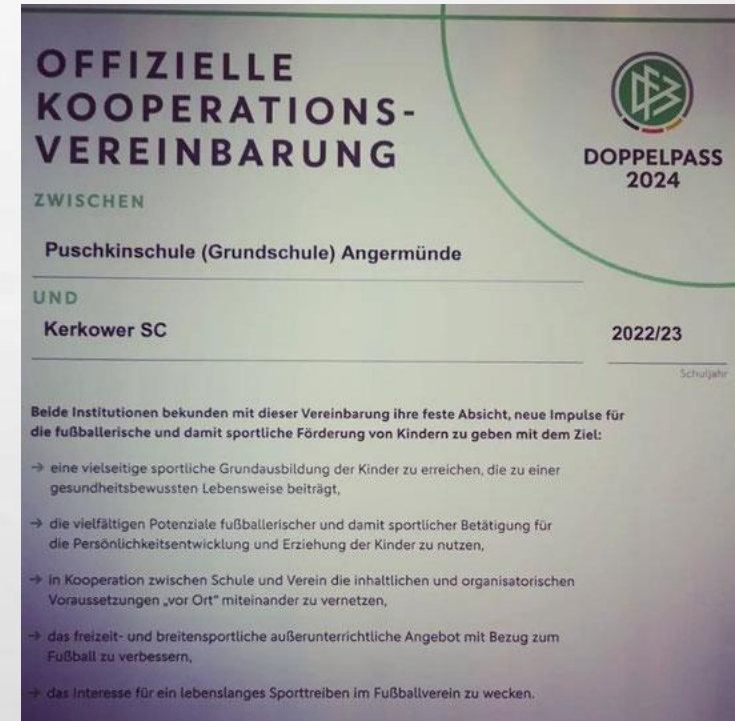 OFFIZIELLE
KOOPERATIONS-
VEREINBARUNG
DFB
DOPPELPASS
2024
ZWISCHEN
Puschkinschule (Grundschule) Angermünde
UND
Kerkower SC
2022/23
Schuljahr
Beide Institutionen bekunden mit dieser Vereinbarung ihre feste Absicht, neue Impulse für
die fußballerische und damit sportliche Förderung von Kindern zu geben mit dem Ziel:
→ eine vielseitige sportliche Grundausbildung der Kinder zu erreichen, die zu einer
gesundheitsbewussten Lebensweise beiträgt,
→ die vielfältigen Potenziale fußballerischer und damit sportlicher Betätigung für
die Persönlichkeitsentwicklung und Erziehung der Kinder zu nutzen,
→ in Kooperation zwischen Schule und Verein die inhaltlichen und organisatorischen
Voraussetzungen „vor Ort“ miteinander zu vernetzen,
→ das freizeit- und breitensportliche außerunterrichtliche Angebot mit Bezug zum
Fußball zu verbessern,
→ das Interesse für ein lebenslanges Sporttreiben im Fußballverein zu wecken.